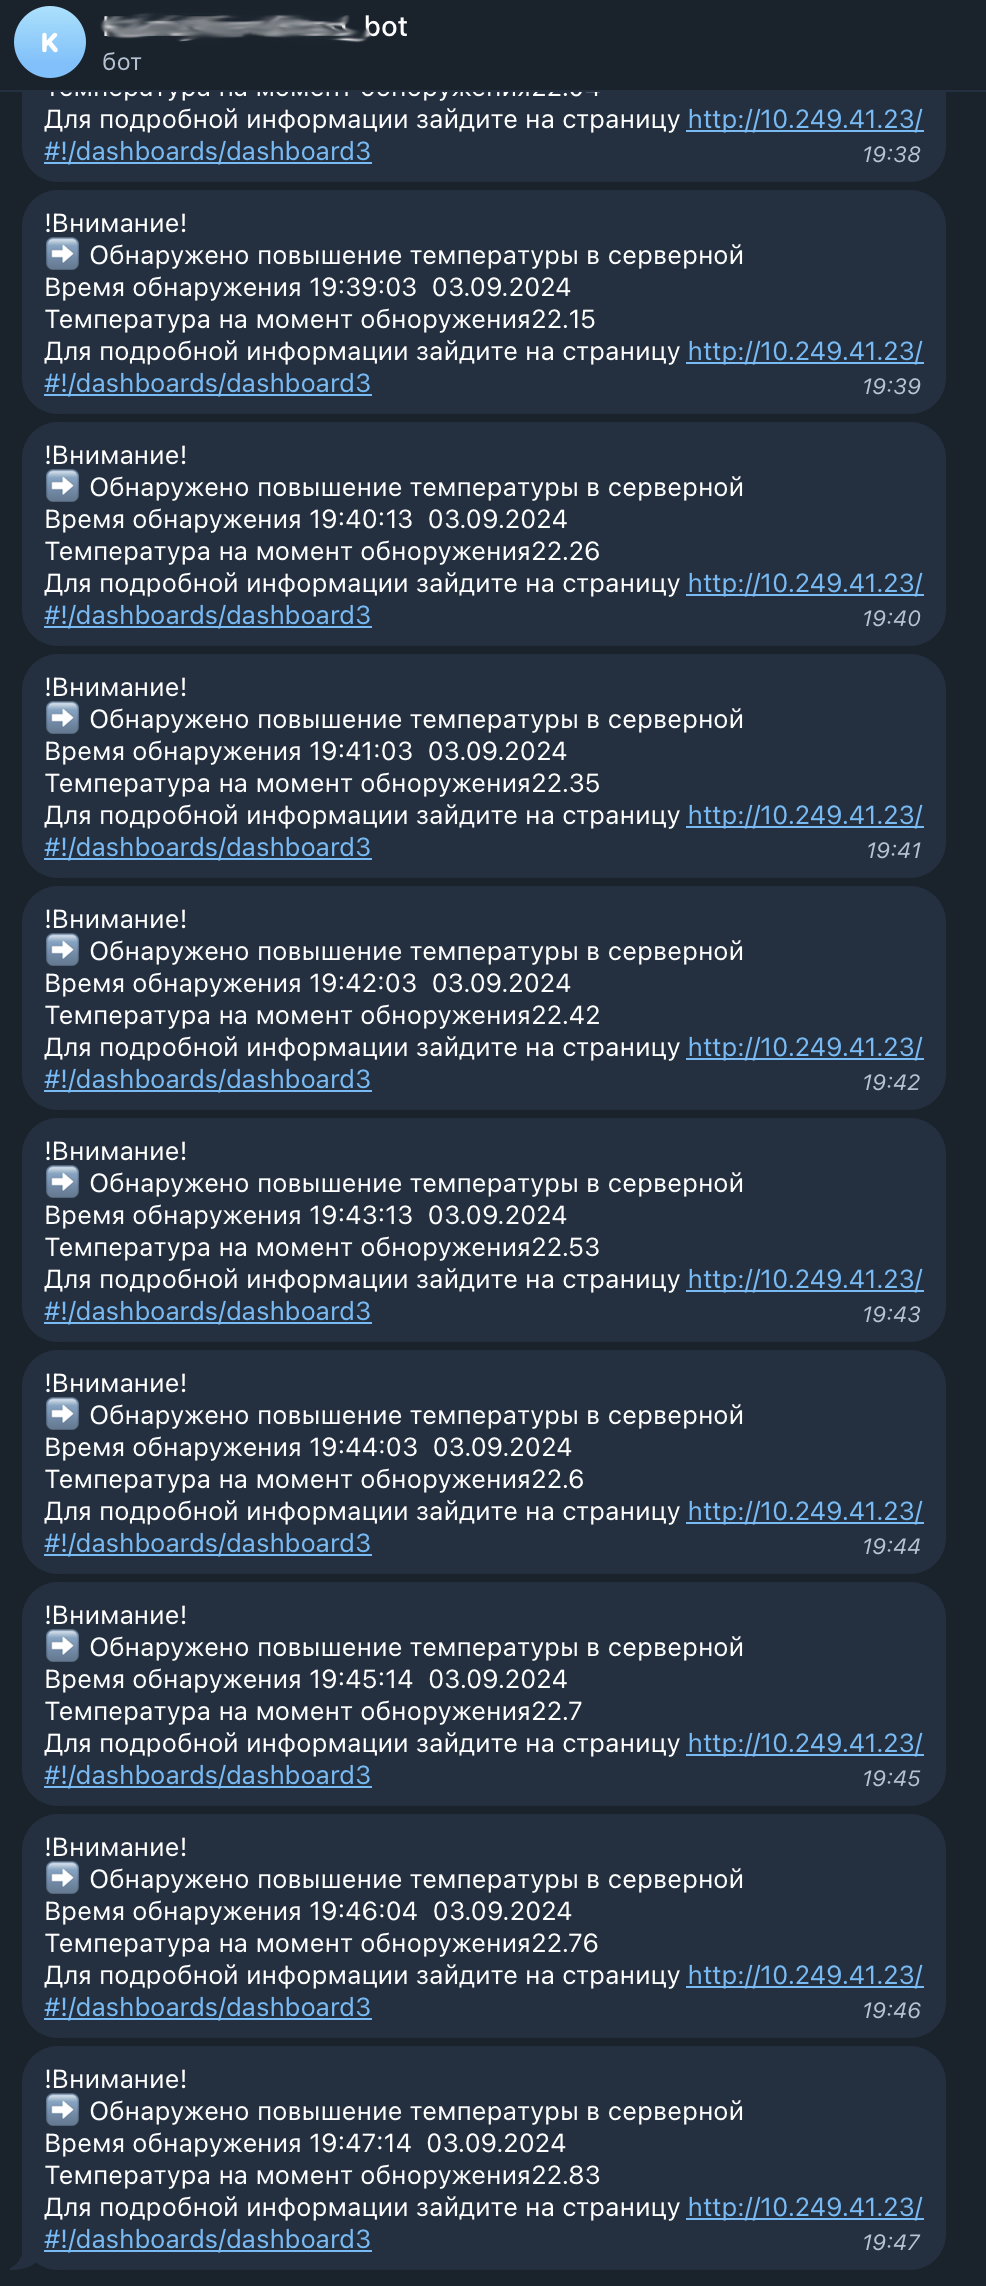 К
bot
бот
Для подробной информации зайдите на страницу http://10.249.41.23/
#!/dashboards/dashboard3
19:38
!Внимание!
➡️ Обнаружено повышение температуры в серверной
Время обнаружения 19:39:03  03.09.2024
Температура на момент обноружения22.15
Для подробной информации зайдите на страницу http://10.249.41.23/
#!/dashboards/dashboard3
19:39
!Внимание!
➡️ Обнаружено повышение температуры в серверной
Время обнаружения 19:40:13  03.09.2024
Температура на момент обноружения22.26
Для подробной информации зайдите на страницу http://10.249.41.23/
#!/dashboards/dashboard3
19:40
!Внимание!
➡️ Обнаружено повышение температуры в серверной
Время обнаружения 19:41:03  03.09.2024
Температура на момент обноружения22.35
Для подробной информации зайдите на страницу http://10.249.41.23/
#!/dashboards/dashboard3
19:41
!Внимание!
➡️ Обнаружено повышение температуры в серверной
Время обнаружения 19:42:03  03.09.2024
Температура на момент обноружения22.42
Для подробной информации зайдите на страницу http://10.249.41.23/
#!/dashboards/dashboard3
19:42
!Внимание!
➡️ Обнаружено повышение температуры в серверной
Время обнаружения 19:43:13  03.09.2024
Температура на момент обноружения22.53
Для подробной информации зайдите на страницу http://10.249.41.23/
#!/dashboards/dashboard3
19:43
!Внимание!
➡️ Обнаружено повышение температуры в серверной
Время обнаружения 19:44:03  03.09.2024
Температура на момент обноружения22.6
Для подробной информации зайдите на страницу http://10.249.41.23/
#!/dashboards/dashboard3
19:44
!Внимание!
➡️ Обнаружено повышение температуры в серверной
Время обнаружения 19:45:14  03.09.2024
Температура на момент обноружения22.7
Для подробной информации зайдите на страницу http://10.249.41.23/
#!/dashboards/dashboard3
19:45
!Внимание!
➡️ Обнаружено повышение температуры в серверной
Время обнаружения 19:46:04  03.09.2024
Температура на момент обноружения22.76
Для подробной информации зайдите на страницу http://10.249.41.23/
#!/dashboards/dashboard3
19:46
!Внимание!
➡️ Обнаружено повышение температуры в серверной
Время обнаружения 19:47:14  03.09.2024
Температура на момент обноружения22.83
Для подробной информации зайдите на страницу http://10.249.41.23/
#!/dashboards/dashboard3
19:47